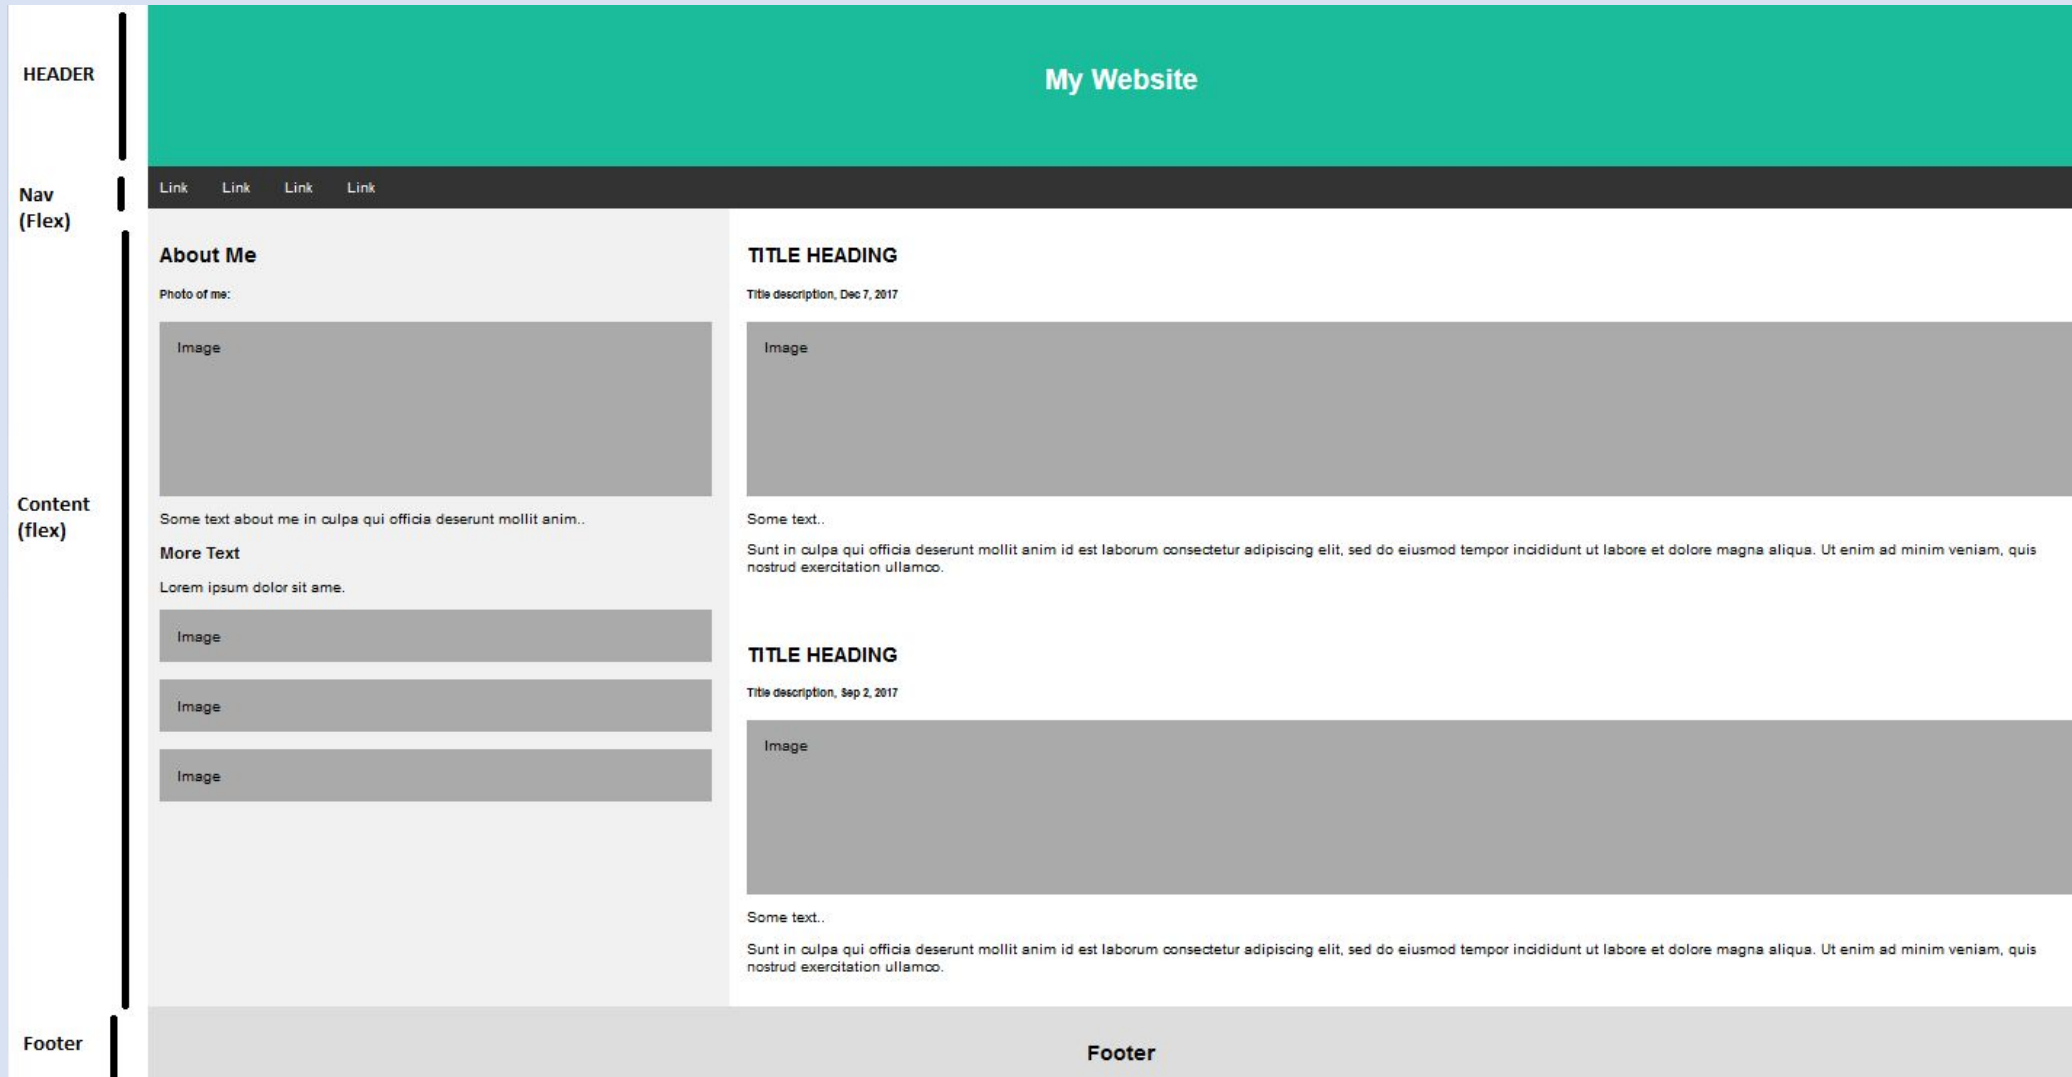 HEADER
My Website
Nav
(Flex)
Link Link Link Link
Content
(flex)
About Me
Photo of me:
Image
Some text about me in culpa qui officia deserunt mollit anim..
More Text
Lorem ipsum dolor sit ame.
Image
Image
Image
TITLE HEADING
Title description, Dec 7, 2017
Image
Some text..
Sunt in culpa qui officia deserunt mollit anim id est laborum consectetur adipiscing elit, sed do eiusmod tempor incididunt ut labore et dolore magna aliqua. Ut enim ad minim veniam, quis
nostrud exercitation ullamco.
TITLE HEADING
Title description, Sep 2, 2017
Image
Some text..
Sunt in culpa qui officia deserunt mollit anim id est laborum consectetur adipiscing elit, sed do eiusmod tempor incididunt ut labore et dolore magna aliqua. Ut enim ad minim veniam, quis
nostrud exercitation ullamco.
Footer
Footer